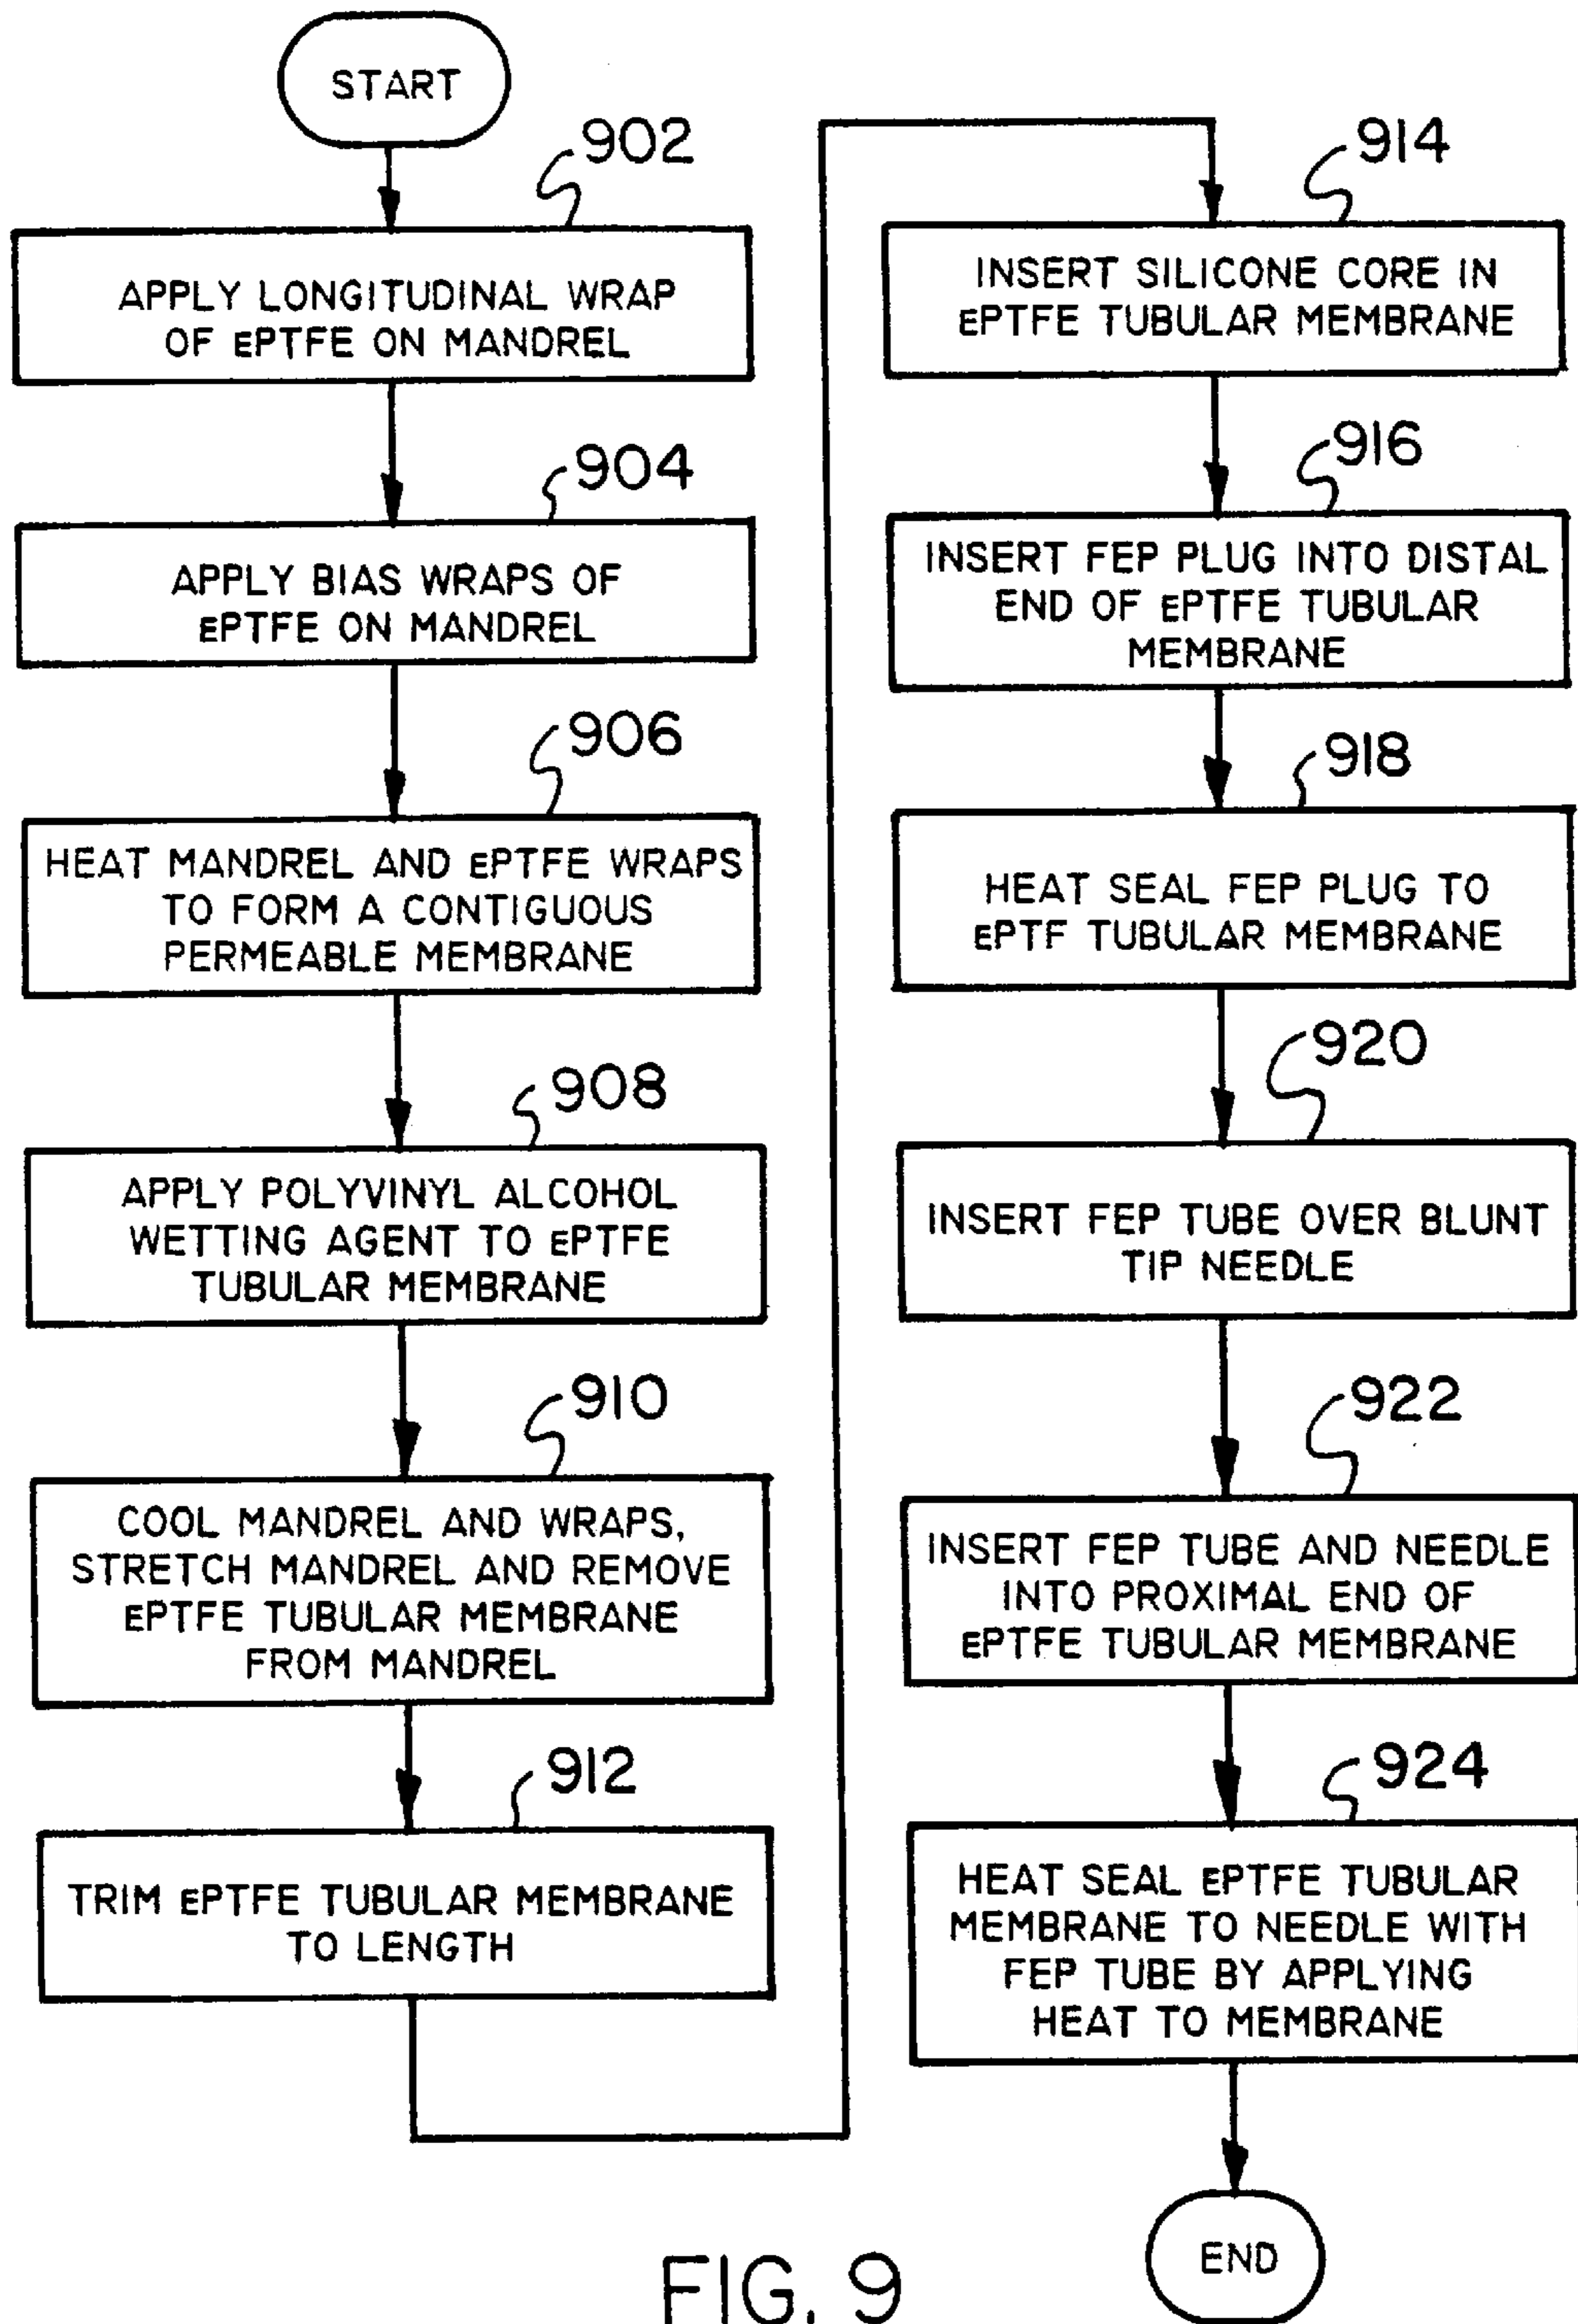 START
902
APPLY LONGITUDINAL WRAP
OF EPTFE ON MANDREL
904
APPLY BIAS WRAPS OF
EPTFE ON MANDREL
906
HEAT MANDREL AND EPTFE WRAPS
TO FORM A CONTIGUOUS
PERMEABLE MEMBRANE
908
APPLY POLYVINYL ALCOHOL
WETTING AGENT TO EPTFE
TUBULAR MEMBRANE
910
COOL MANDREL AND WRAPS,
STRETCH MANDREL AND REMOVE
EPTFE TUBULAR MEMBRANE
FROM MANDREL
912
TRIM EPTFE TUBULAR MEMBRANE
TO LENGTH
914
INSERT SILICONE CORE IN
EPTFE TUBULAR MEMBRANE
916
INSERT FEP PLUG INTO DISTAL
END OF EPTFE TUBULAR
MEMBRANE
918
HEAT SEAL FEP PLUG TO
EPTF TUBULAR MEMBRANE
920
INSERT FEP TUBE OVER BLUNT
TIP NEEDLE
922
INSERT FEP TUBE AND NEEDLE
INTO PROXIMAL END OF
EPTFE TUBULAR MEMBRANE
924
HEAT SEAL EPTFE TUBULAR
MEMBRANE TO NEEDLE WITH
FEP TUBE BY APPLYING
HEAT TO MEMBRANE
END
FIG. 9